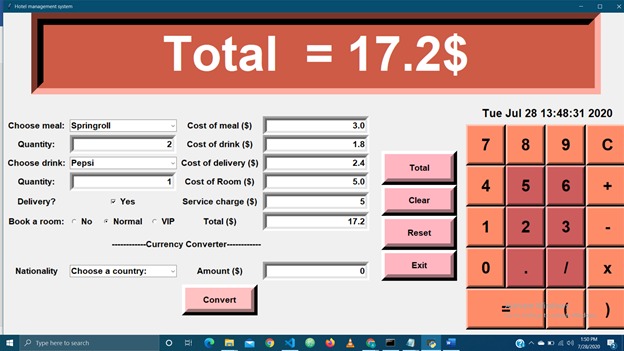 Hotel management system
Total = 17.2$
Tue Jul 28 13:48:31 2020
Choose meal: Springroll Cost of meal ($) 3.0
Quantity: 2 Cost of drink ($) 1.8
Choose drink: Pepsi Cost of delivery ($) 2.4
Quantity: 1 Cost of Room ($) 5.0
Delivery? Yes Service charge ($) 5
Book a room: No Normal VIP Total ($) 17.2
------------Currency Converter------------
Nationality Choose a country: Amount ($) 0
Convert
Total
Clear
Reset
Exit
7 8 9 C
4 5 6 +
1 2 3 -
0 . / x
= ( )
Type here to search
1:50 PM
7/28/2020